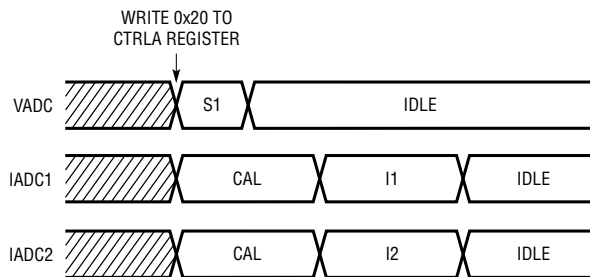 WRITE 0x20 TO
CTRLA REGISTER
VADC S1 IDLE
IADC1 CAL I1 IDLE
IADC2 CAL I2 IDLE